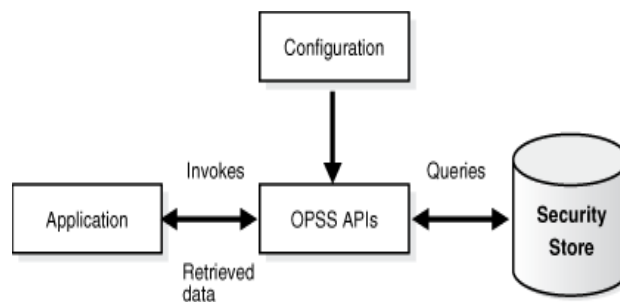 Configuration
Invokes
Queries
Application
OPSS APIs
Security
Store
Retrieved
data